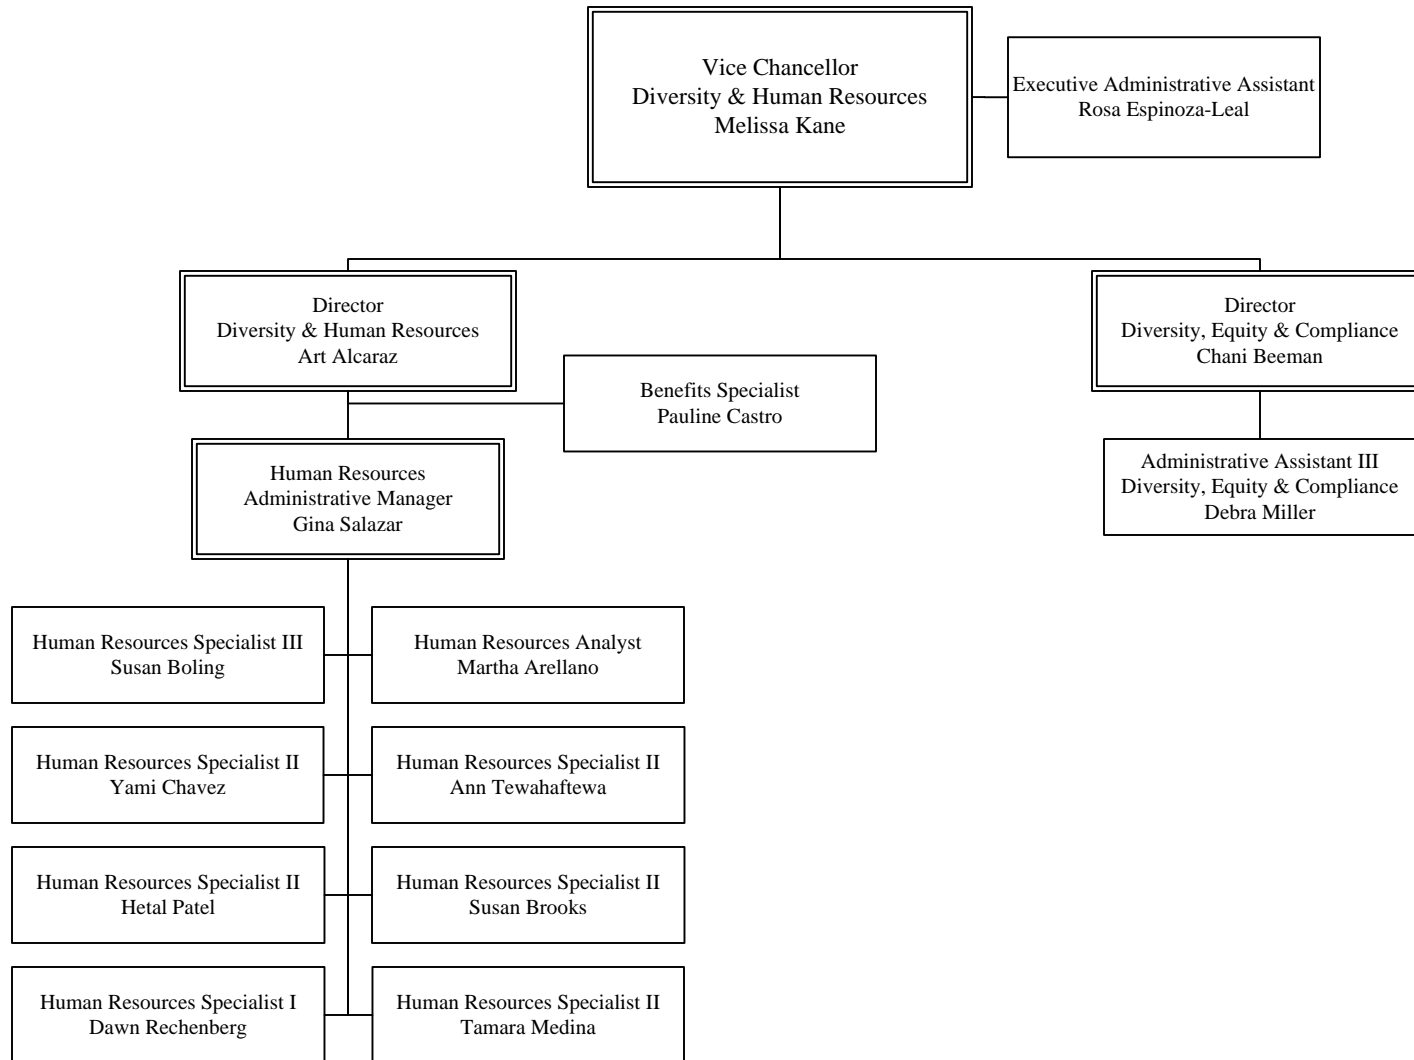 Vice Chancellor
Diversity & Human Resources
Melissa Kane
Executive Administrative Assistant
Rosa Espinoza-Leal
Director
Diversity & Human Resources
Art Alcaraz
Director
Diversity, Equity & Compliance
Chani Beeman
Benefits Specialist
Pauline Castro
Human Resources
Administrative Manager
Gina Salazar
Administrative Assistant III
Diversity, Equity & Compliance
Debra Miller
Human Resources Specialist III
Susan Boling
Human Resources Analyst
Martha Arellano
Human Resources Specialist II
Yami Chavez
Human Resources Specialist II
Ann Tewahaftewa
Human Resources Specialist II
Hetal Patel
Human Resources Specialist II
Susan Brooks
Human Resources Specialist I
Dawn Rechenberg
Human Resources Specialist II
Tamara Medina